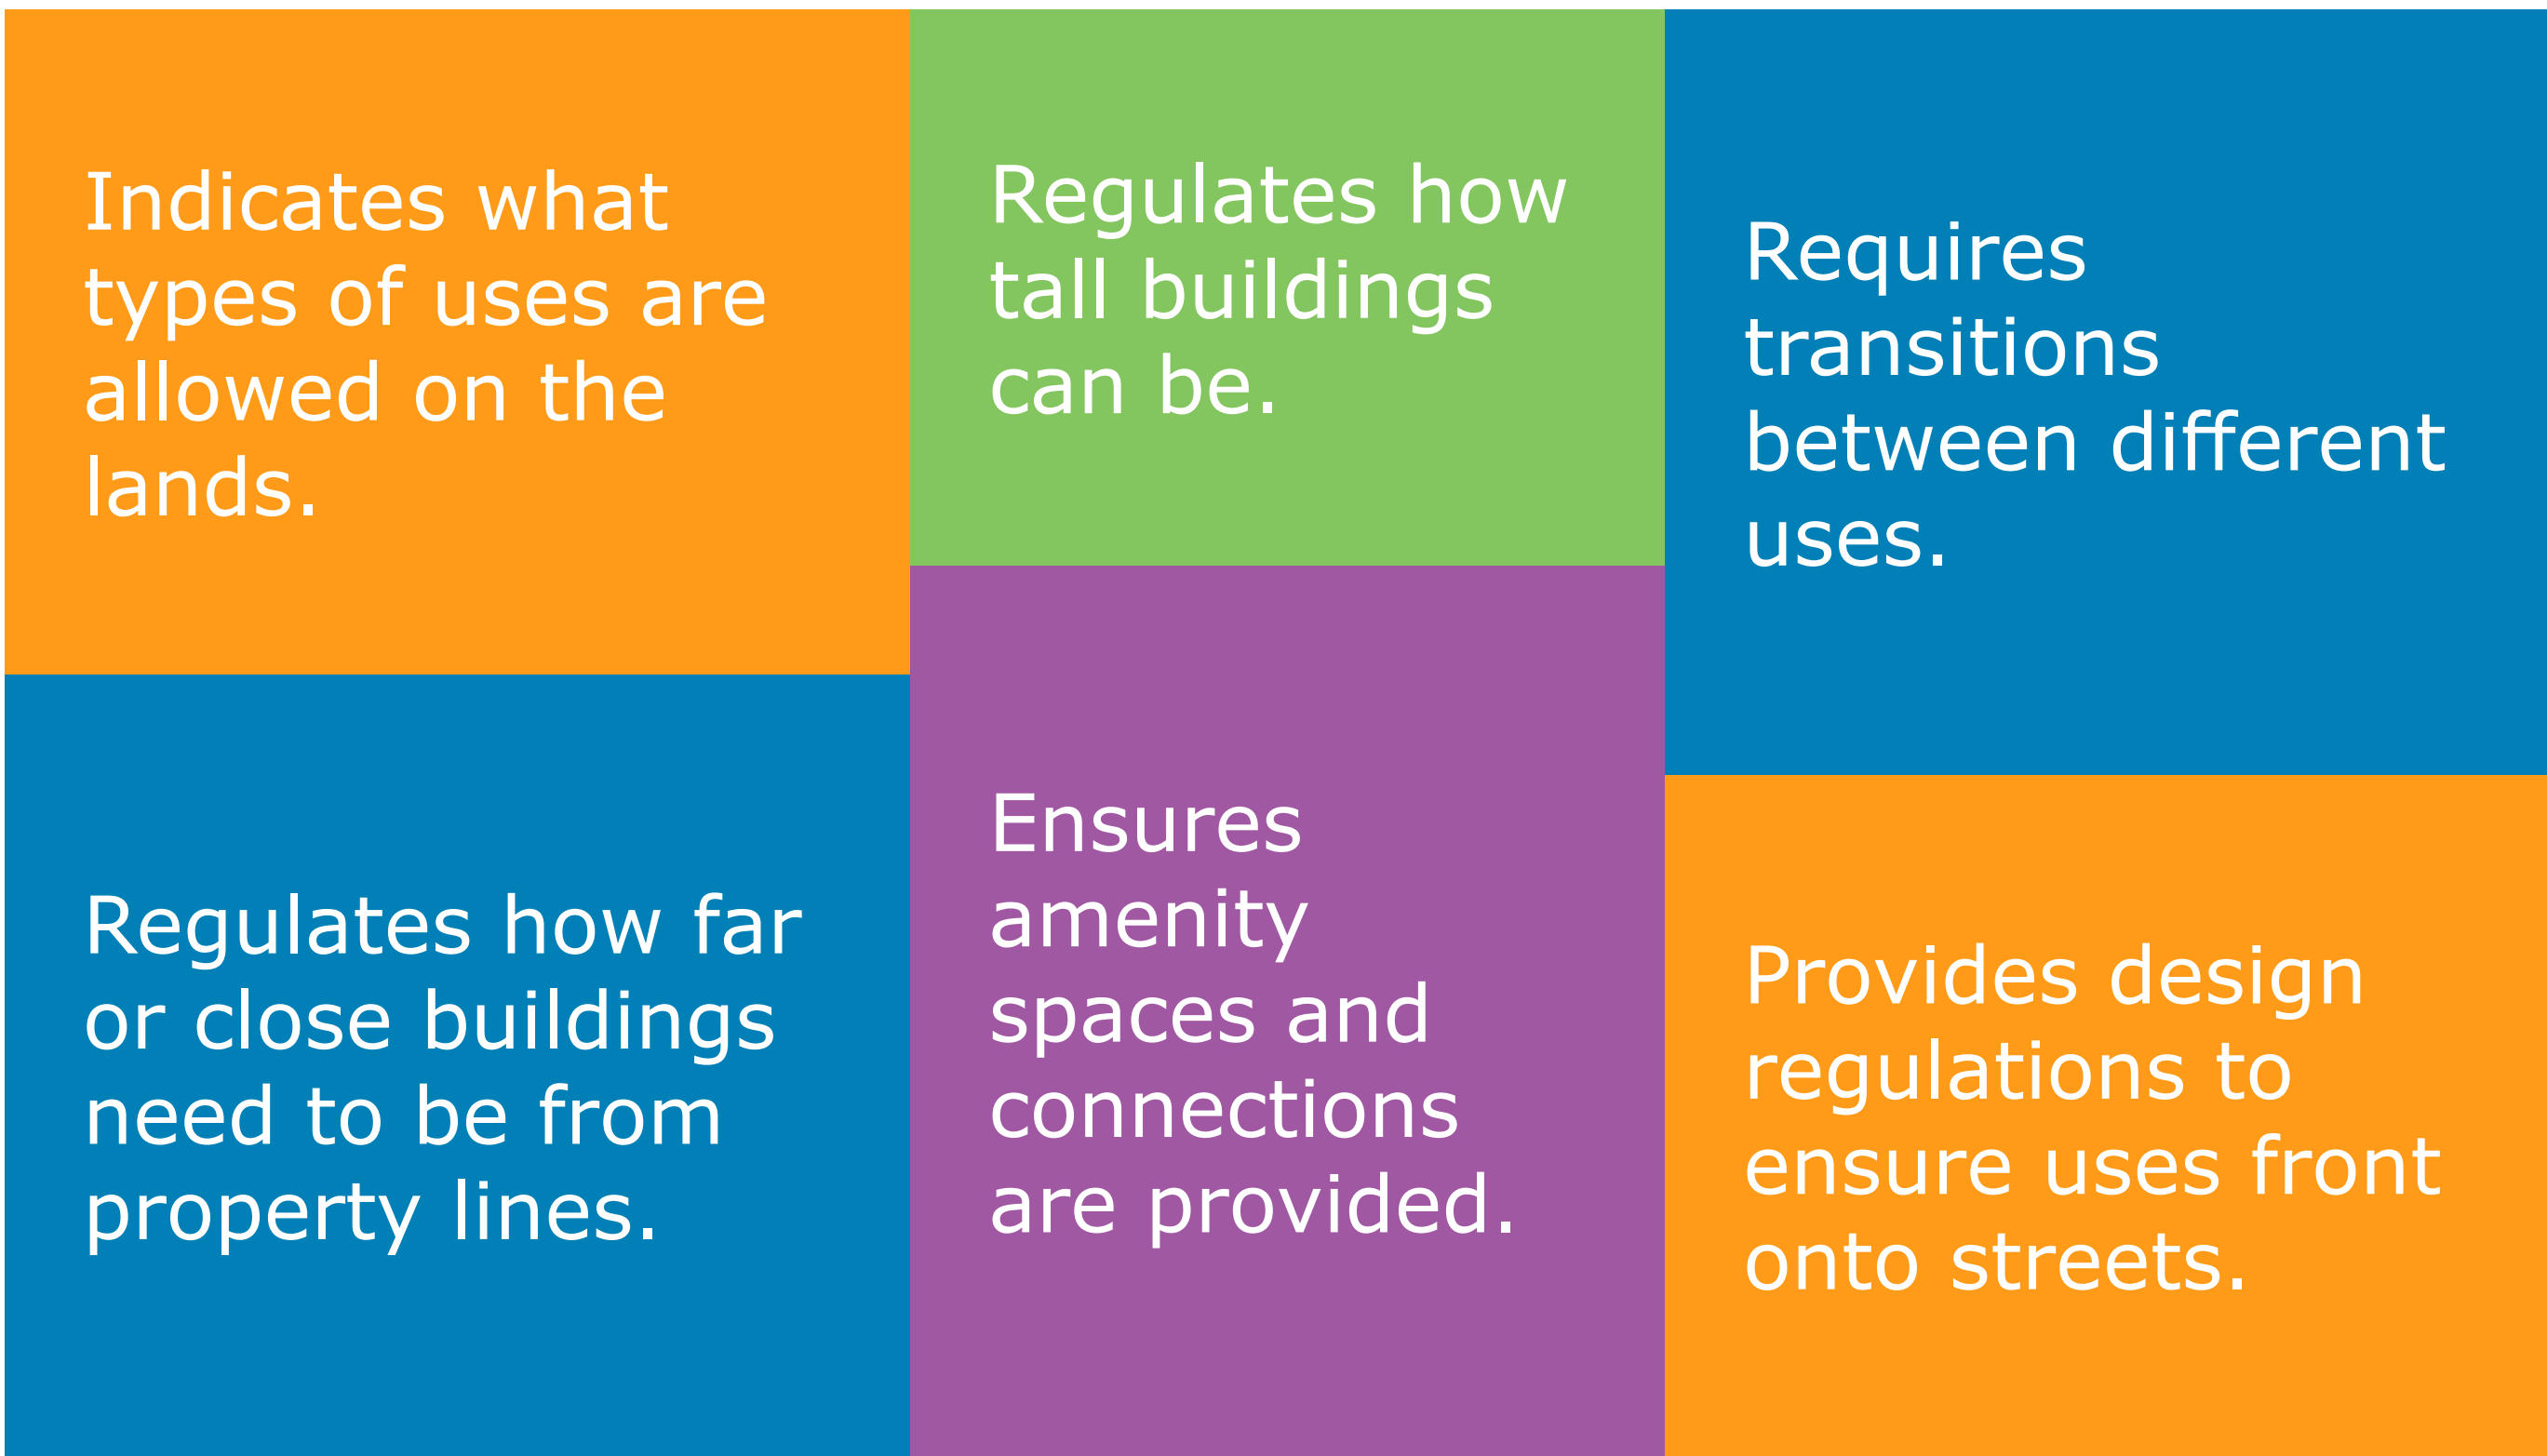 Indicates what
types of uses are
allowed on the
lands.
Regulates how
tall buildings
can be.
Requires
transitions
between different
uses.
Regulates how far
or close buildings
need to be from
property lines.
Ensures
amenity
spaces and
connections
are provided.
Provides design
regulations to
ensure uses front
onto streets.